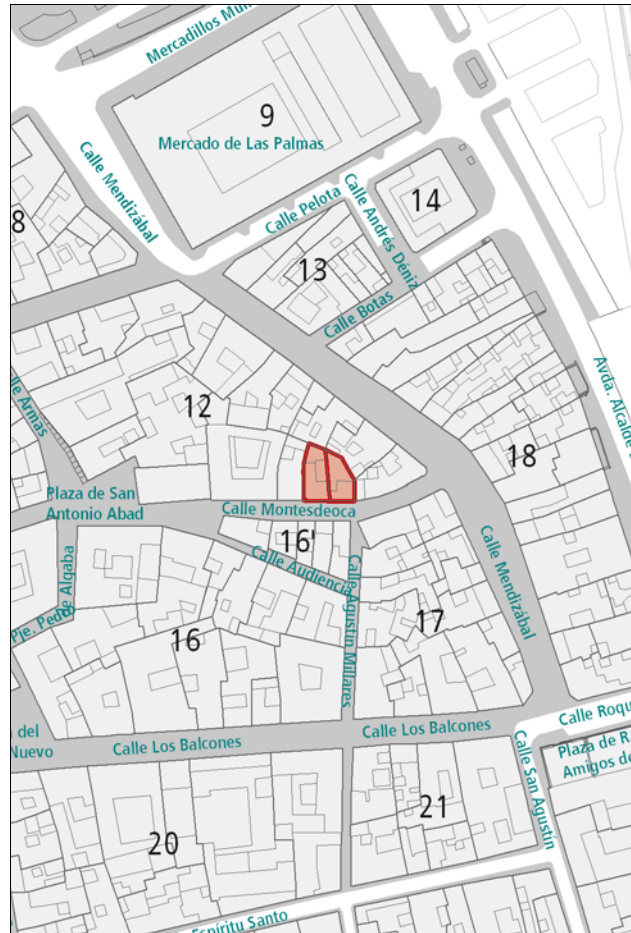 Mercadillos Mun
9
Mercado de Las Palmas
Calle Mendizábal
Calle Pelota
Calle Andrés Déniz
14
8
13
Calle Botas
lle Armas
12
Avda. Alcalde
18
Plaza de San
Antonio Abad
Calle Montesdeoca
16'
Calle Audiencia
Calle Agustín Millares
Calle Mendizábal
de Algaba
Pje. Pedro
16
17
del
Nuevo
Calle Los Balcones
Calle Los Balcones
Calle Roqu
Plaza de R
Amigos de
Calle San Agustín
20
21
Espíritu Santo